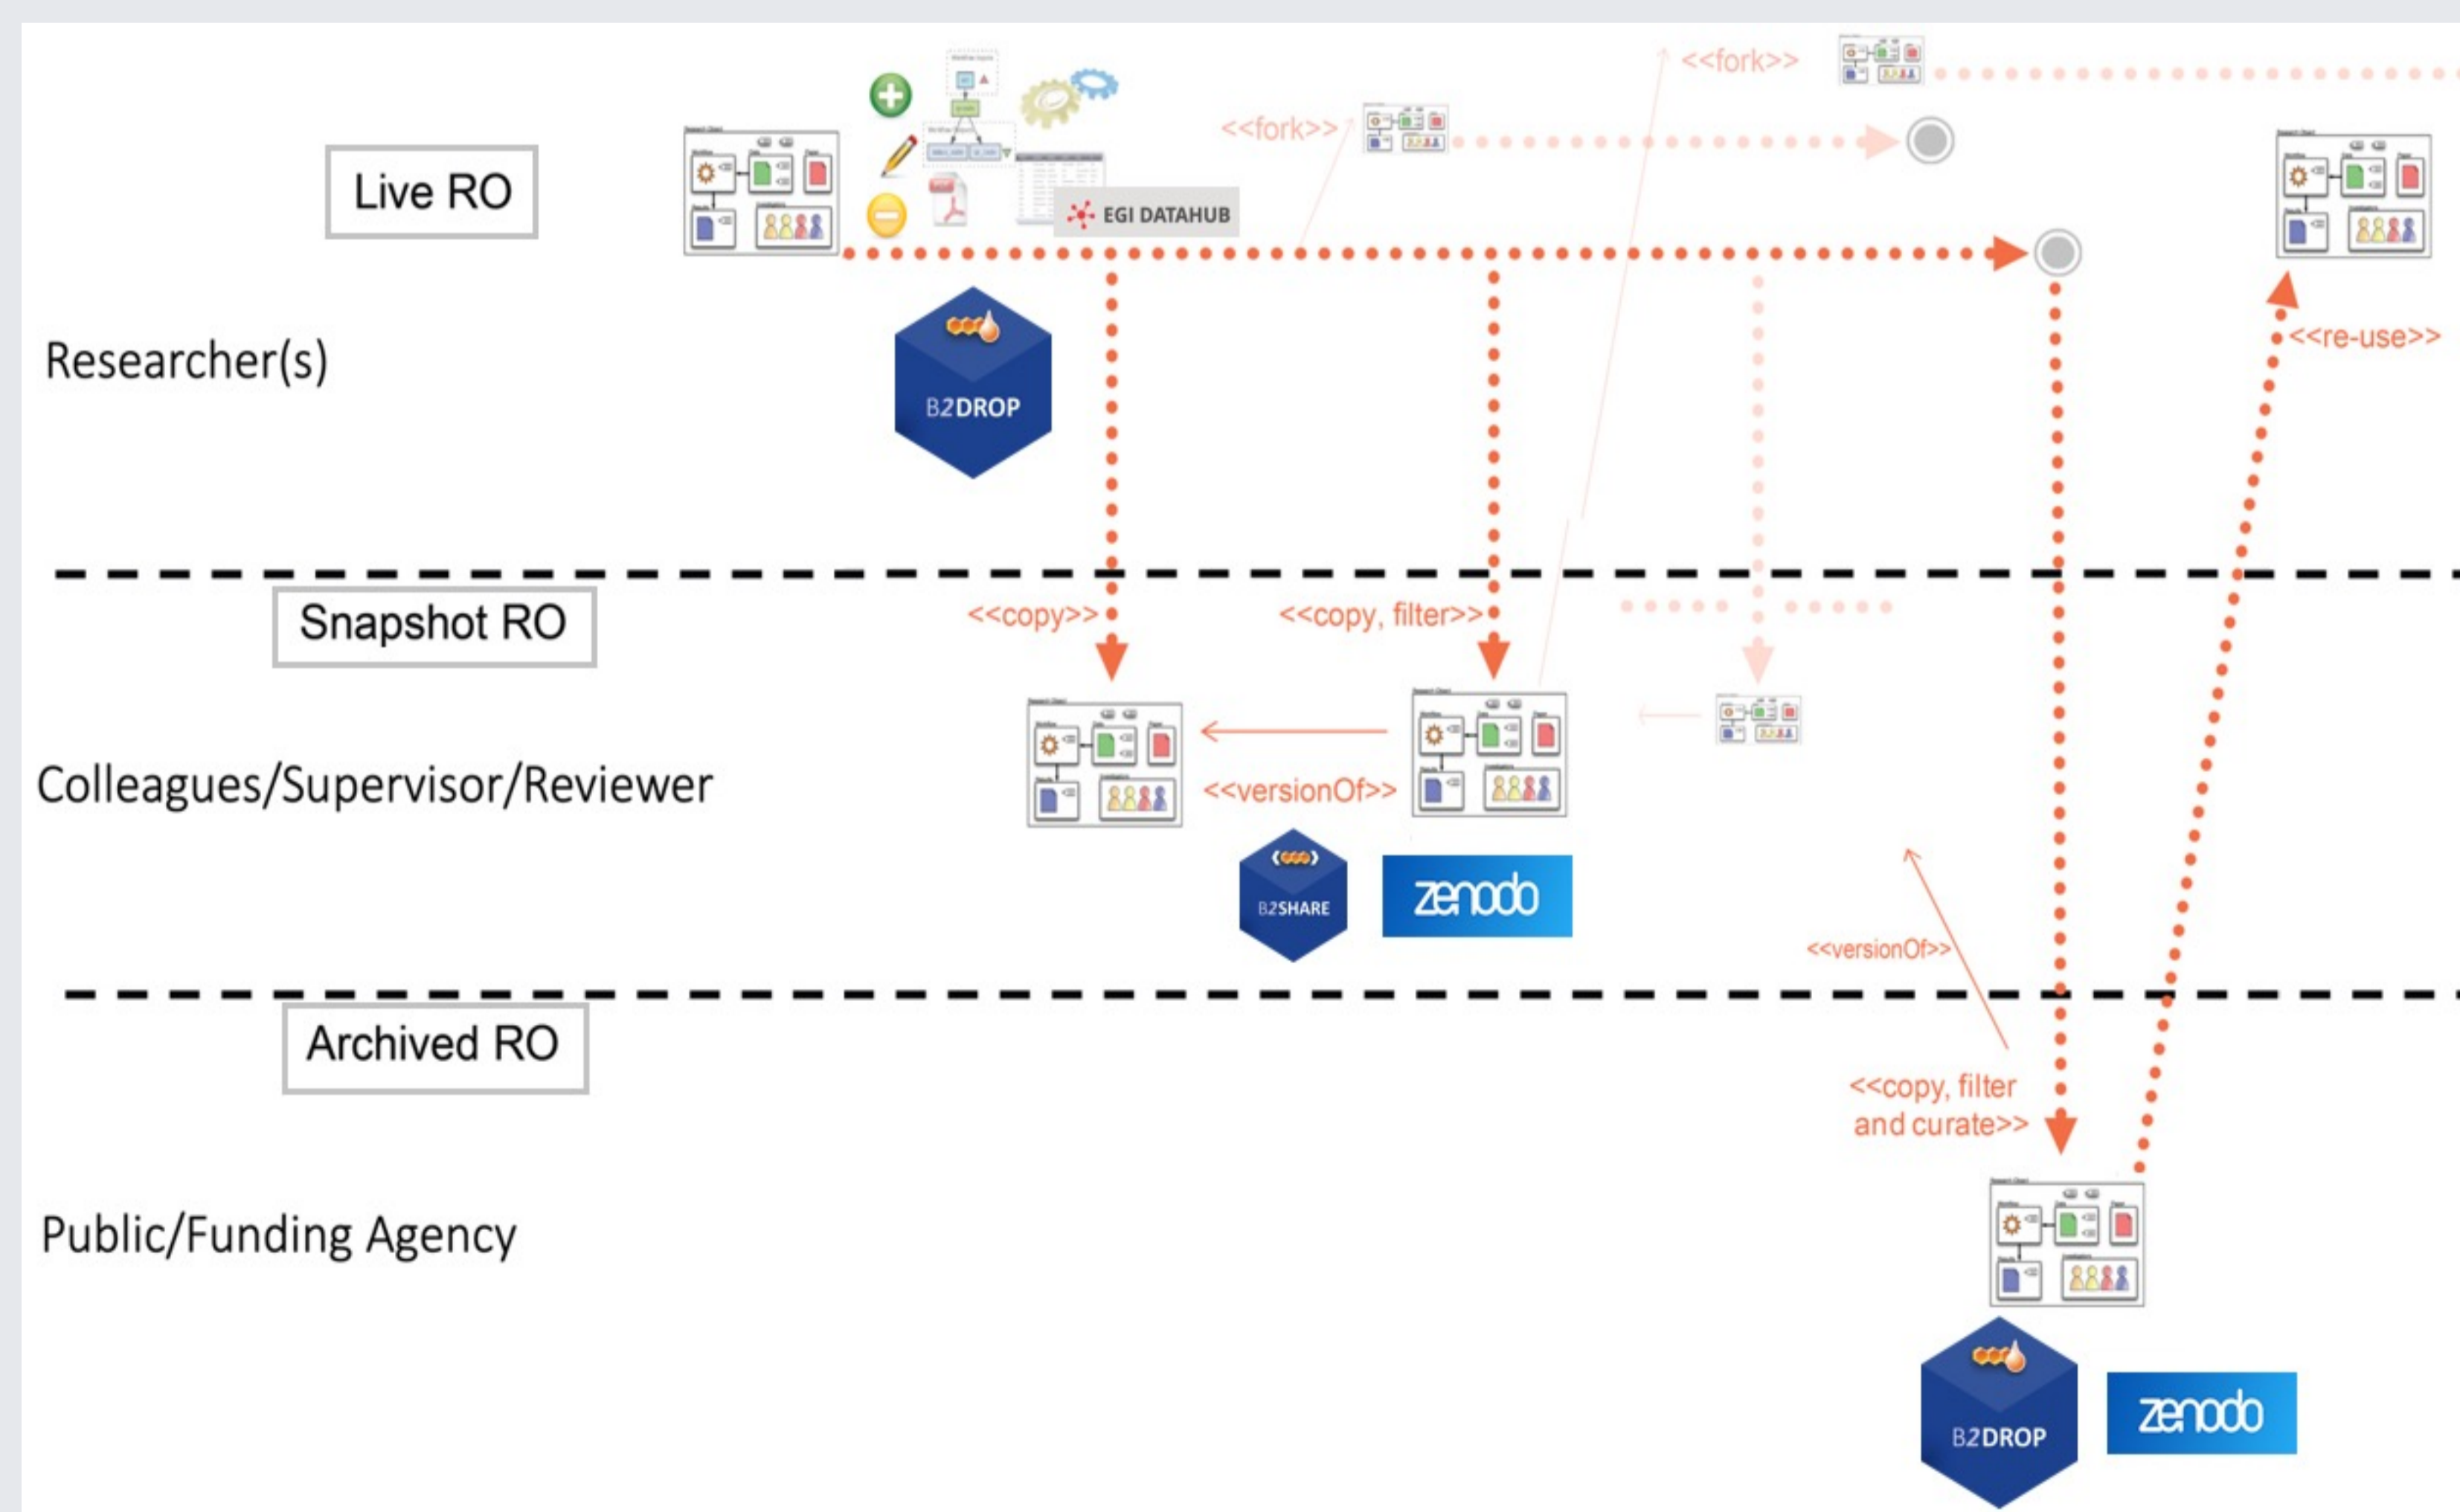 <<fork>>
<<fork>>
Live RO
EGI DATAHUB
<<re-use>>
Researcher(s)
B2DROP
Snapshot RO
<<copy>>
<<copy, filter>>
Colleagues/Supervisor/Reviewer
<<versionOf>>
B2SHARE
zenodo
<<versionOf>>
Archived RO
<<copy, filter
and curate>>
Public/Funding Agency
B2DROP
zenodo